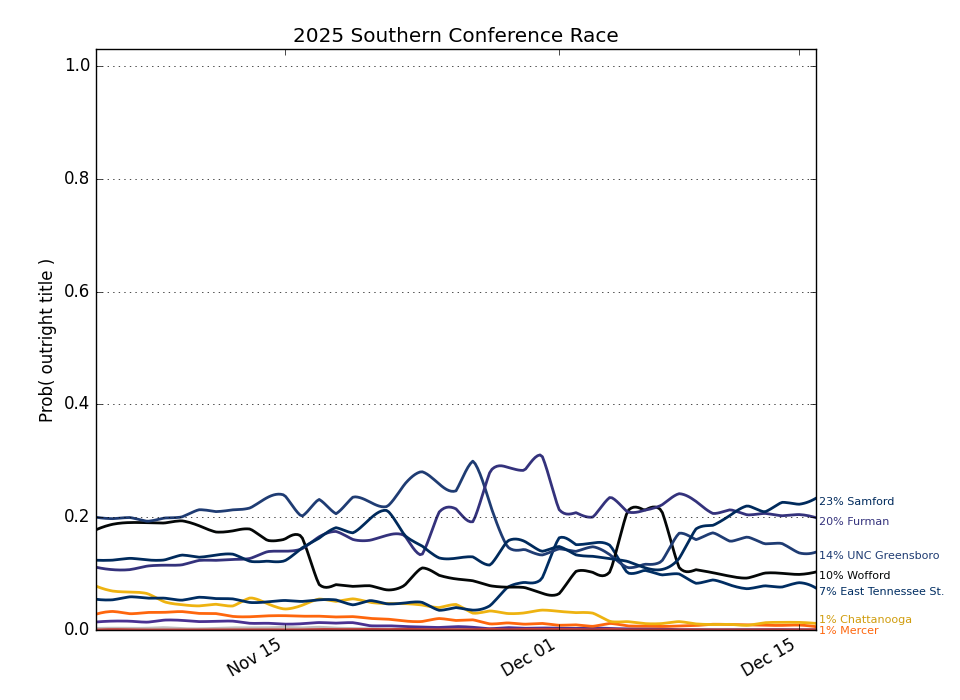 2025 Southern Conference Race
Prob( outright title )
1.0
0.8
0.6
0.4
0.2
0.0
Nov 15
Dec 01
Dec 15
23% Samford
20% Furman
14% UNC Greensboro
10% Wofford
7% East Tennessee St.
1% Chattanooga
1% Mercer